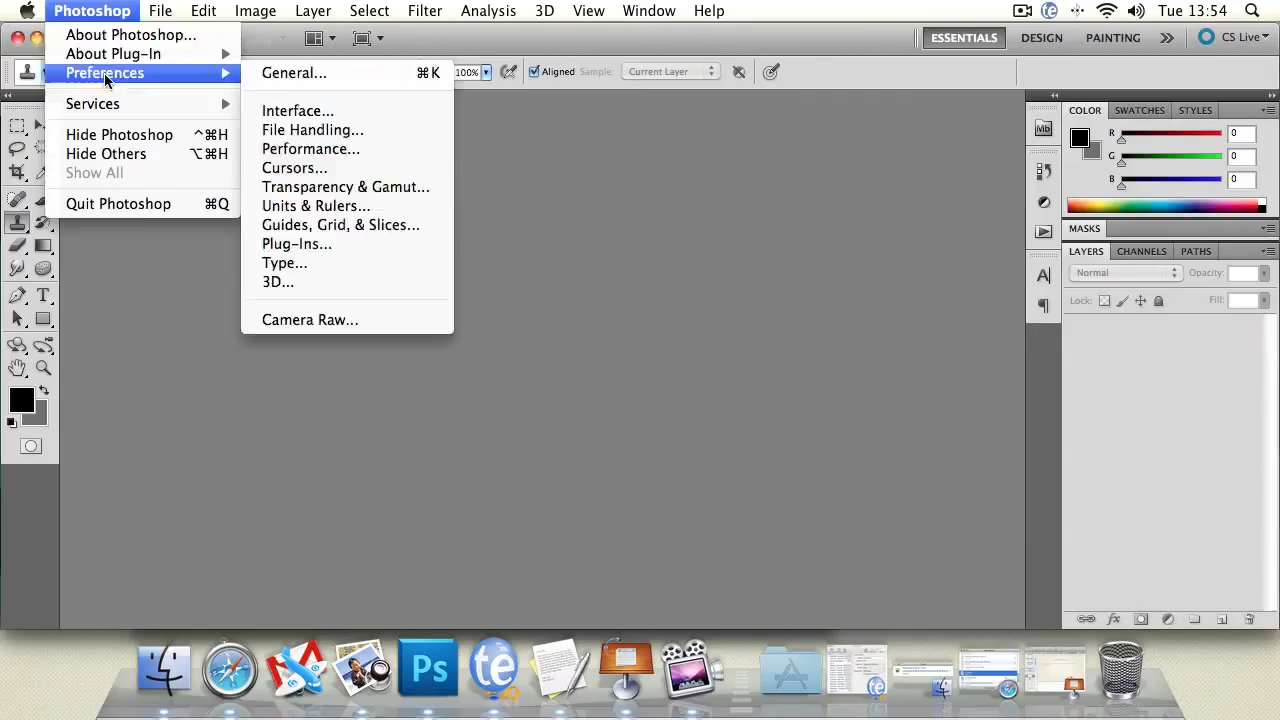 Photoshop File Edit Image Layer Select Filter Analysis 3D View Window Help Tue 13:54
ESSENTIALS DESIGN PAINTING CS Live
About Photoshop...
About Plug-In
Preferences
Services
Hide Photoshop ^⌘H
Hide Others ⌥⌘H
Show All
Quit Photoshop ⌘Q
General... ⌘K
Interface...
File Handling...
Performance...
Cursors...
Transparency & Gamut...
Units & Rulers...
Guides, Grid, & Slices...
Plug-Ins...
Type...
3D...
Camera Raw...
100% Aligned Sample: Current Layer
Mb
COLOR SWATCHES STYLES
R 0
G 0
B 0
MASKS
LAYERS CHANNELS PATHS
Normal Opacity:
Lock: Fill:
Ps te